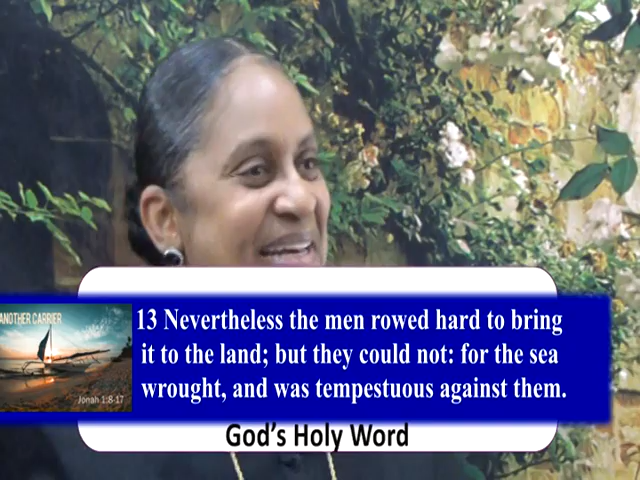 ANOTHER CARRIER
Jonah 1:8-17
13 Nevertheless the men rowed hard to bring
it to the land; but they could not: for the sea
wrought, and was tempestuous against them.
God's Holy Word